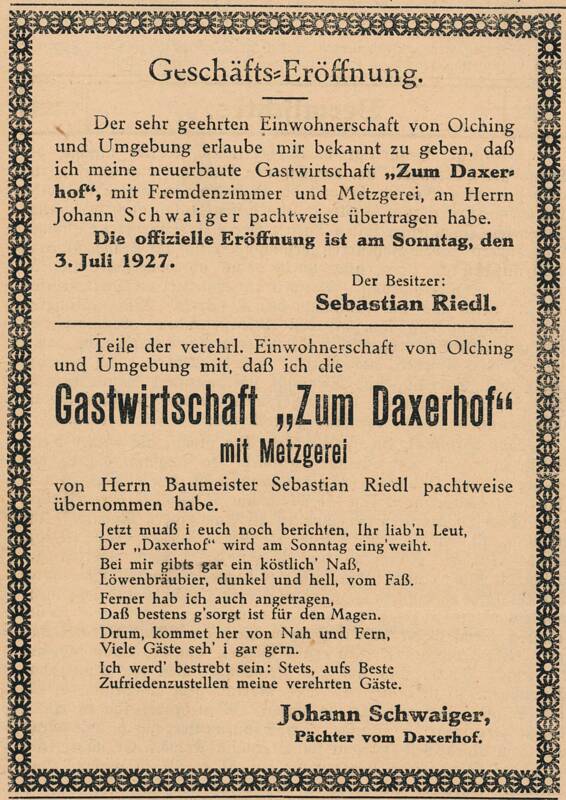 Geschäfts=Eröffnung.
Der sehr geehrten Einwohnerschaft von Olching
und Umgebung erlaube mir bekannt zu geben, daß
ich meine neuerbaute Gastwirtschaft „Zum Daxer=
hof“, mit Fremdenzimmer und Metzgerei, an Herrn
Johann Schwaiger pachtweise übertragen habe.
Die offizielle Eröffnung ist am Sonntag, den
3. Juli 1927.
Der Besitzer:
Sebastian Riedl.
Teile der verehrl. Einwohnerschaft von Olching
und Umgebung mit, daß ich die
Gastwirtschaft „Zum Daxerhof“
mit Metzgerei
von Herrn Baumeister Sebastian Riedl pachtweise
übernommen habe.
Jetzt muaß i euch noch berichten, Ihr liab'n Leut,
Der „Daxerhof“ wird am Sonntag eing'weiht.
Bei mir gibts gar ein köstlich' Naß,
Löwenbräubier, dunkel und hell, vom Faß.
Ferner hab ich auch angetragen,
Daß bestens g'sorgt ist für den Magen.
Drum, kommet her von Nah und Fern,
Viele Gäste seh' i gar gern.
Ich werd' bestrebt sein: Stets, aufs Beste
Zufriedenzustellen meine verehrten Gäste.
Johann Schwaiger,
Pächter vom Daxerhof.